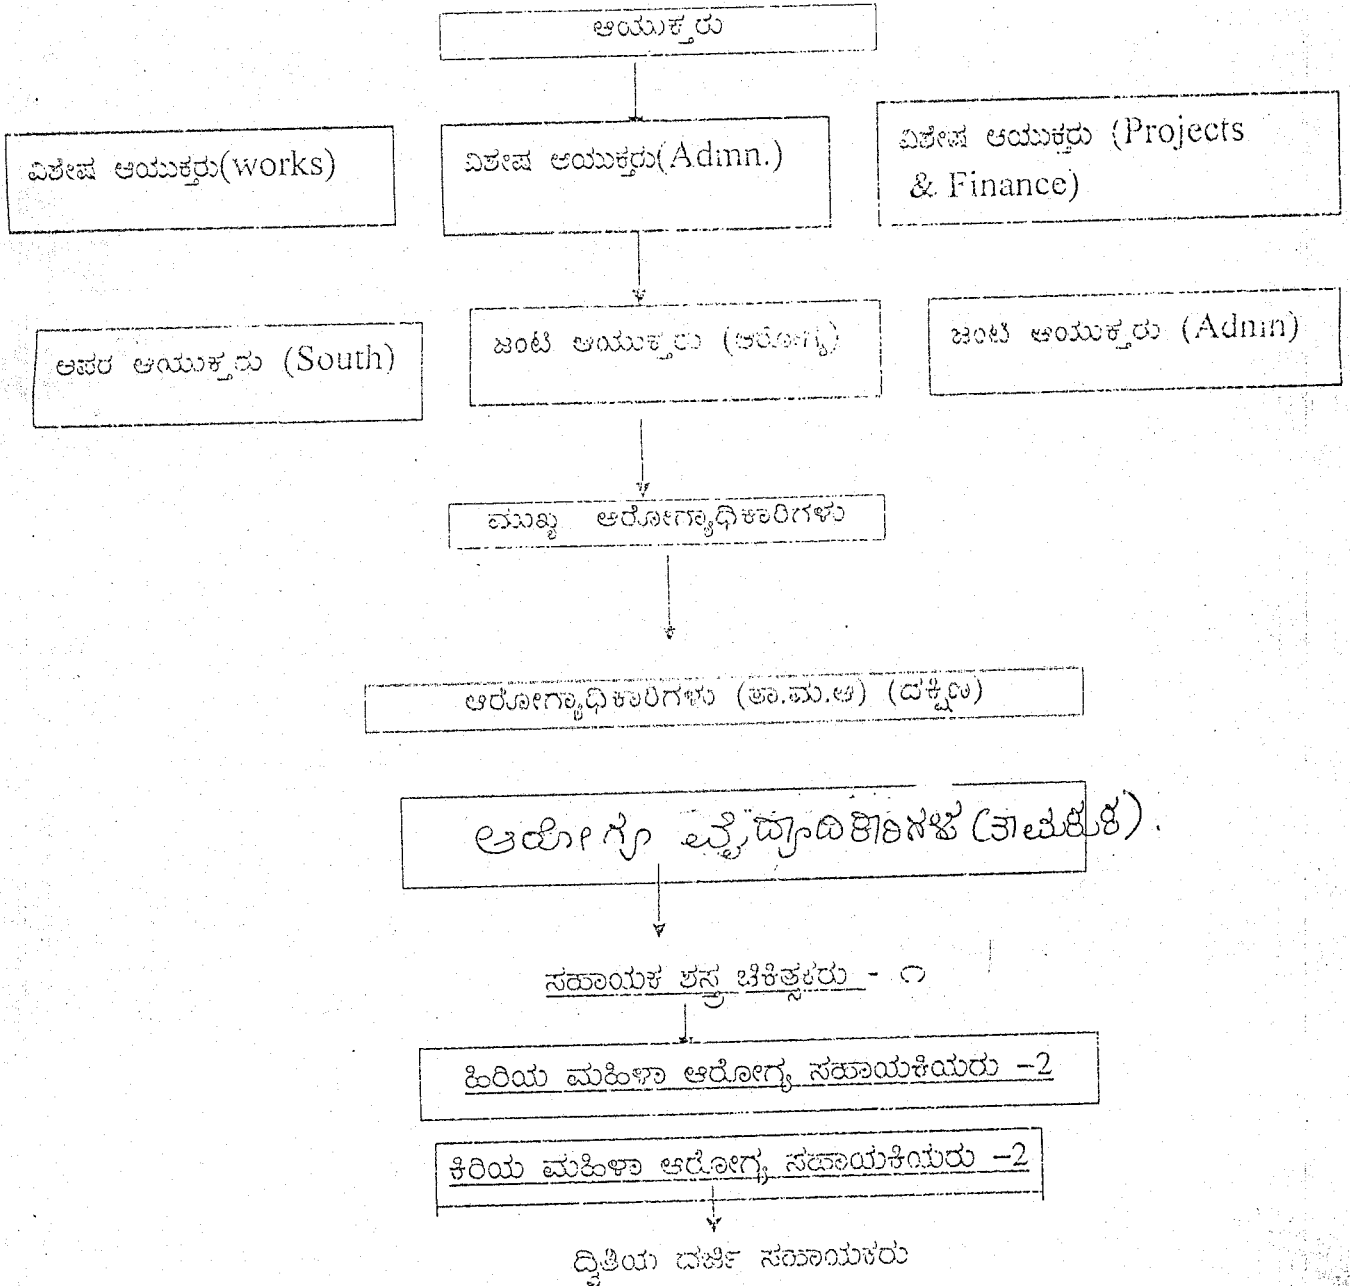 ಆಯುಕ್ತರು
ವಿಶೇಷ ಆಯುಕ್ತರು(works)
ವಿಶೇಷ ಆಯುಕ್ತರು(Admn.)
ವಿಶೇಷ ಆಯುಕ್ತರು (Projects
& Finance)
ಅಪರ ಆಯುಕ್ತರು (South)
ಜಂಟಿ ಆಯುಕ್ತರು (ಆರೋಗ್ಯ)
ಜಂಟಿ ಆಯುಕ್ತರು (Admn)
ಮುಖ್ಯ ಆರೋಗ್ಯಾಧಿಕಾರಿಗಳು
ಆರೋಗ್ಯಾಧಿಕಾರಿಗಳು (ತಾ.ಮ.ಆ) (ದಕ್ಷಿಣ)
ಆರೋಗ್ಯ ವೈದ್ಯಾದಿಕಾರಿಗಳು
ಸಹಾಯಕ ಶಸ್ತ್ರ ಚಿಕಿತ್ಸಕರು - ೧
ಹಿರಿಯ ಮಹಿಳಾ ಆರೋಗ್ಯ ಸಹಾಯಕಿಯರು –2
ಕಿರಿಯ ಮಹಿಳಾ ಆರೋಗ್ಯ ಸಹಾಯಕಿಯರು –2
ದ್ವಿತಿಯ ದರ್ಜೆ ಸಹಾಯಕರು